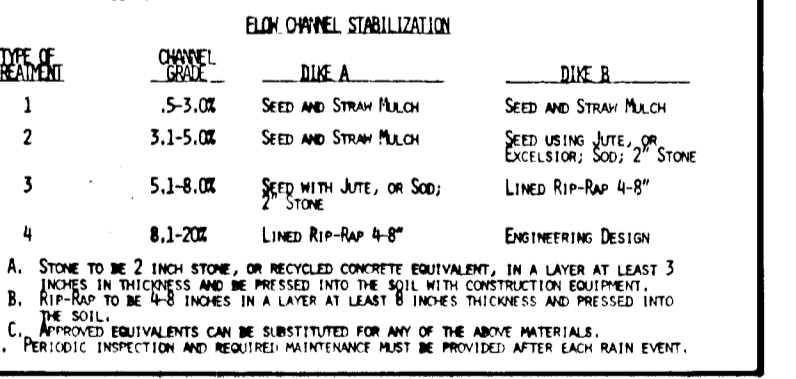 FLOW CHANNEL STABILIZATION
TYPE OF CHANNEL
REATMENT GRADE DIKE A DIKE B
1 .5-3.0% SEED AND STRAW MULCH SEED AND STRAW MULCH
2 3.1-5.0% SEED AND STRAW MULCH SEED USING JUTE, OR
EXCELSIOR; SOD; 2" STONE
3 5.1-8.0% SEED WITH JUTE, OR SOD; LINED RIP-RAP 4-8"
2" STONE
4 8.1-20% LINED RIP-RAP 4-8" ENGINEERING DESIGN
A. STONE TO BE 2 INCH STONE, OR RECYCLED CONCRETE EQUIVALENT, IN A LAYER AT LEAST 3
INCHES IN THICKNESS AND BE PRESSED INTO THE SOIL WITH CONSTRUCTION EQUIPMENT.
B. RIP-RAP TO BE 4-8 INCHES IN A LAYER AT LEAST 8 INCHES THICKNESS AND PRESSED INTO
THE SOIL.
C. APPROVED EQUIVALENTS CAN BE SUBSTITUTED FOR ANY OF THE ABOVE MATERIALS.
. PERIODIC INSPECTION AND REQUIRED MAINTENANCE MUST BE PROVIDED AFTER EACH RAIN EVENT.